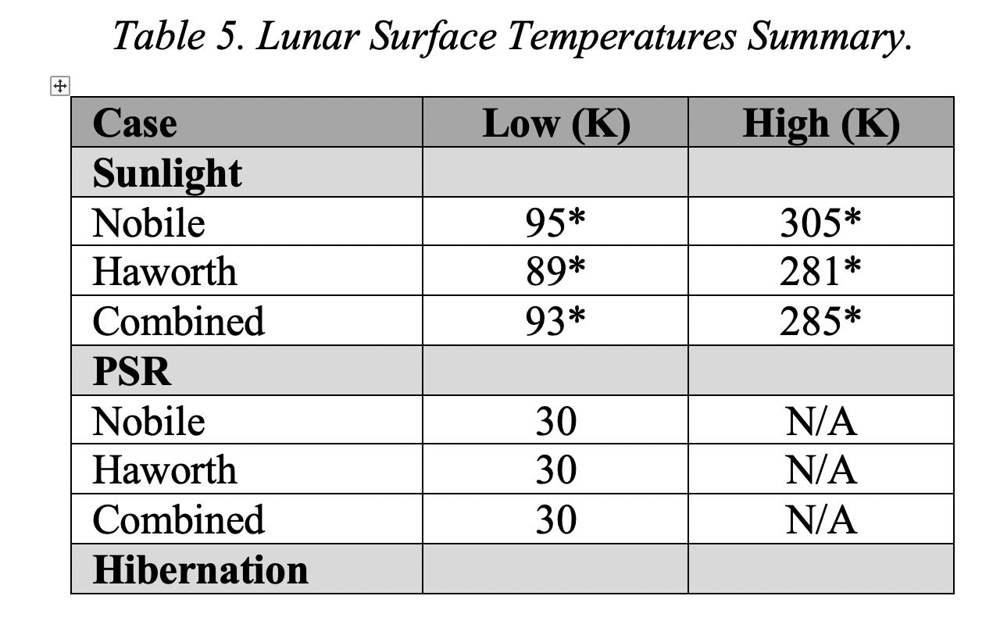 Table 5. Lunar Surface Temperatures Summary.
Case Low (K) High (K)
Sunlight
Nobile 95* 305*
Haworth 89* 281*
Combined 93* 285*
PSR
Nobile 30 N/A
Haworth 30 N/A
Combined 30 N/A
Hibernation